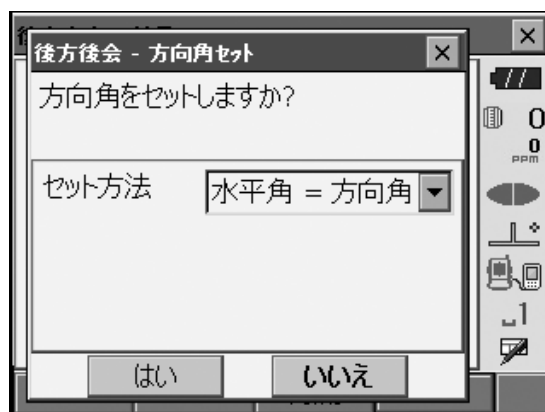 後方後会 - 方向角セット
方向角をセットしますか?
セット方法
水平角 = 方向角
はい
いいえ
0
0
PPM
1